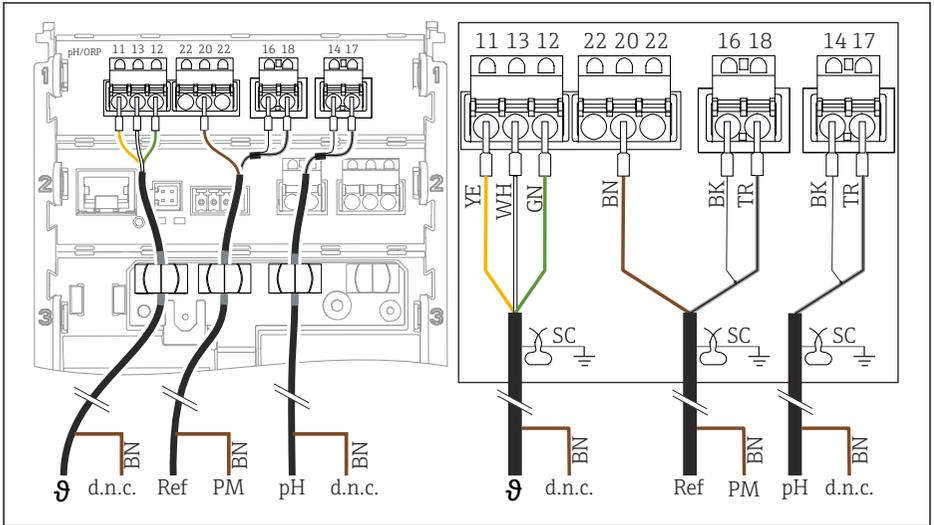 pH/ORP 11 13 12 22 20 22 16 18 14 17
1 1
2 2
3 3
BN BN BN
ϑ d.n.c. Ref PM pH d.n.c.
11 13 12 22 20 22 16 18 14 17
YE WH GN BN BK TR BK TR
SC SC SC
BN BN BN
ϑ d.n.c. Ref PM pH d.n.c.